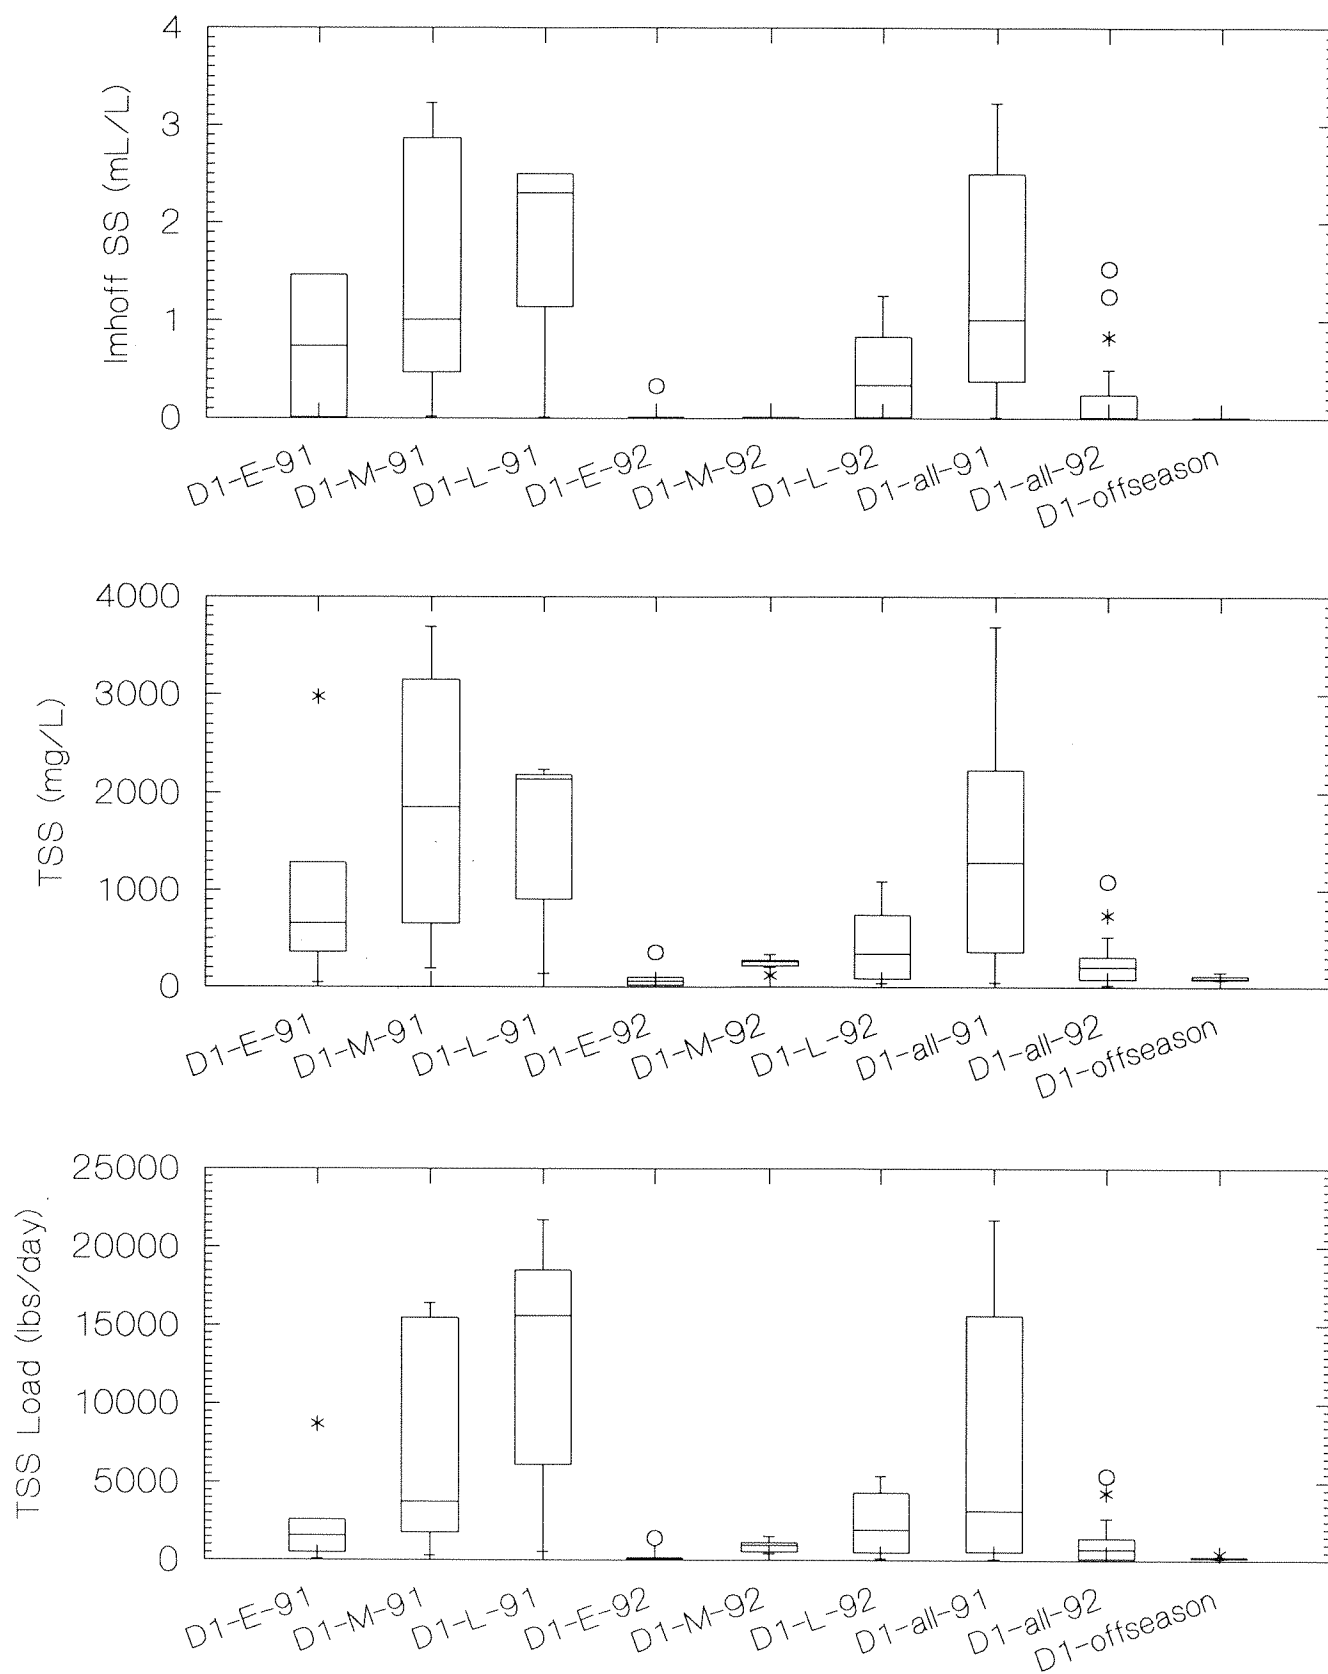 Imhoff SS (mL/L)
4
3
2
1
0
D1-E-91
D1-M-91
D1-L-91
D1-E-92
D1-M-92
D1-L-92
D1-all-91
D1-all-92
D1-offseason
TSS (mg/L)
4000
3000
2000
1000
0
D1-E-91
D1-M-91
D1-L-91
D1-E-92
D1-M-92
D1-L-92
D1-all-91
D1-all-92
D1-offseason
TSS Load (lbs/day)
25000
20000
15000
10000
5000
0
D1-E-91
D1-M-91
D1-L-91
D1-E-92
D1-M-92
D1-L-92
D1-all-91
D1-all-92
D1-offseason